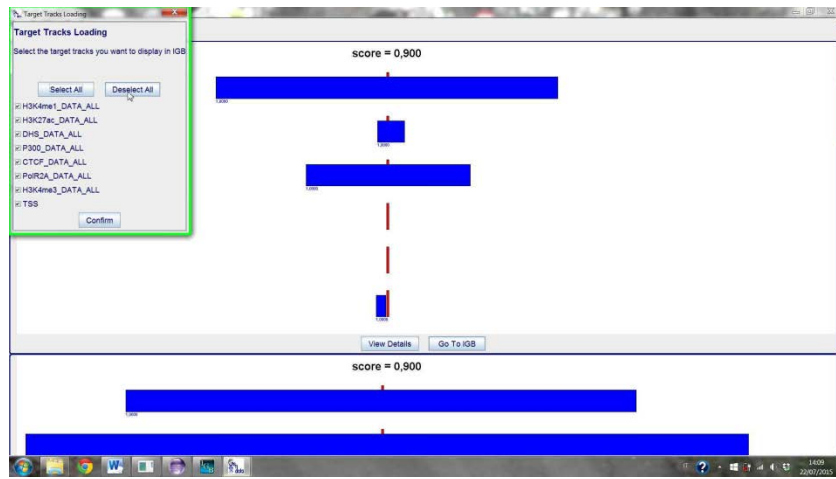 Target Tracks Loading
Target Tracks Loading
Select the target tracks you want to display in IGB
Select All
Deselect All
H3K4me1_DATA_ALL
H3K27ac_DATA_ALL
DHS_DATA_ALL
P300_DATA_ALL
CTCF_DATA_ALL
PolR2A_DATA_ALL
H3K4me3_DATA_ALL
TSS
Confirm
score = 0,900
View Details
Go To IGB
score = 0,900
14:09
22/07/2015